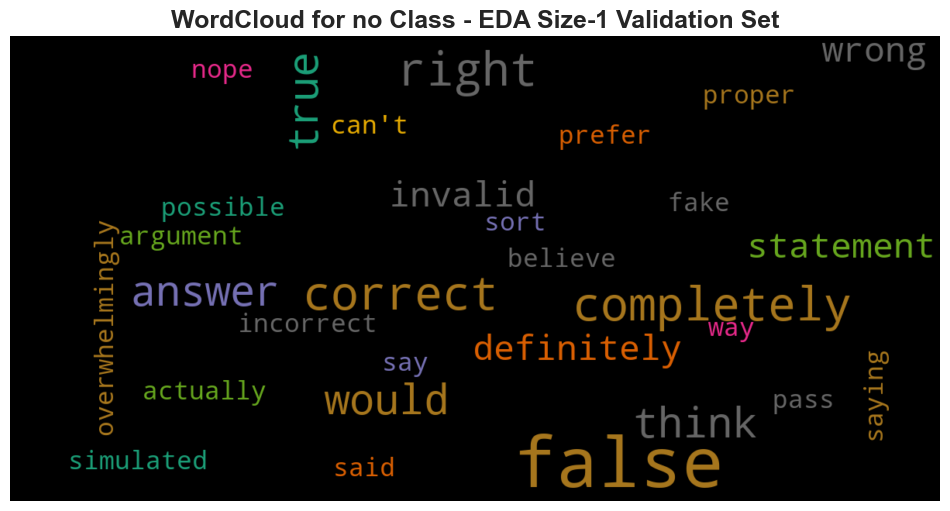 WordCloud for no Class - EDA Size-1 Validation Set
wrong
right
nope
true
proper
can't
prefer
invalid
fake
possible
sort
argument
statement
overwhelmingly
believe
answer
correct
completely
incorrect
way
definitely
say
actually
would
pass
saying
think
false
simulated
said